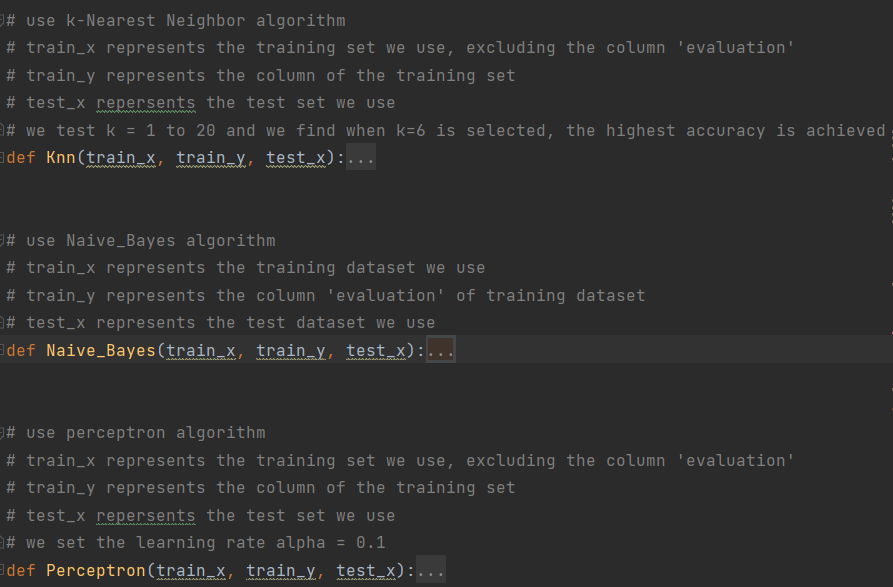 # use k-Nearest Neighbor algorithm
# train_x represents the training set we use, excluding the column 'evaluation'
# train_y represents the column of the training set
# test_x repersents the test set we use
# we test k = 1 to 20 and we find when k=6 is selected, the highest accuracy is achieved
def Knn(train_x, train_y, test_x):...
# use Naive_Bayes algorithm
# train_x represents the training dataset we use
# train_y represents the column 'evaluation' of training dataset
# test_x represents the test dataset we use
def Naive_Bayes(train_x, train_y, test_x):...
# use perceptron algorithm
# train_x represents the training set we use, excluding the column 'evaluation'
# train_y represents the column of the training set
# test_x repersents the test set we use
# we set the learning rate alpha = 0.1
def Perceptron(train_x, train_y, test_x):...